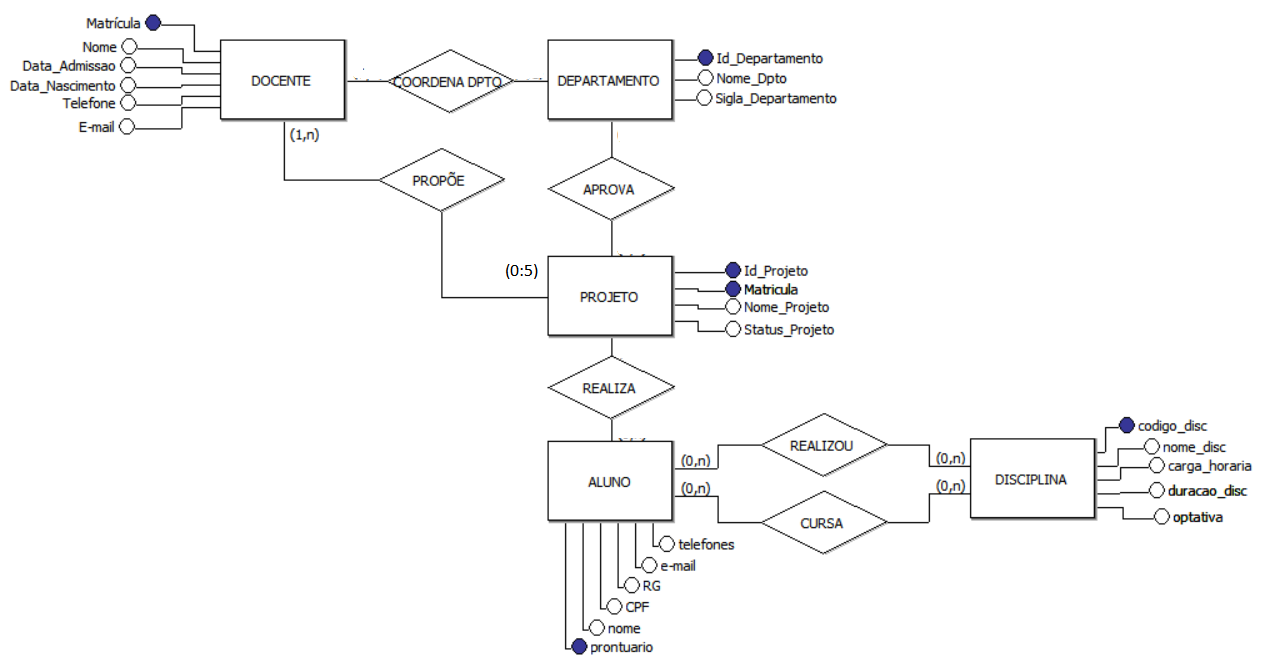 Matrícula
Nome
Data_Admissao
Data_Nascimento
Telefone
E-mail
DOCENTE
(1,n)
COORDENA DPTO
DEPARTAMENTO
Id_Departamento
Nome_Dpto
Sigla_Departamento
PROPÕE
APROVA
(0:5)
PROJETO
Id_Projeto
Matricula
Nome_Projeto
Status_Projeto
REALIZA
ALUNO
(0,n)
(0,n)
REALIZOU
CURSA
(0,n)
(0,n)
DISCIPLINA
codigo_disc
nome_disc
carga_horaria
duracao_disc
optativa
telefones
e-mail
RG
CPF
nome
prontuario